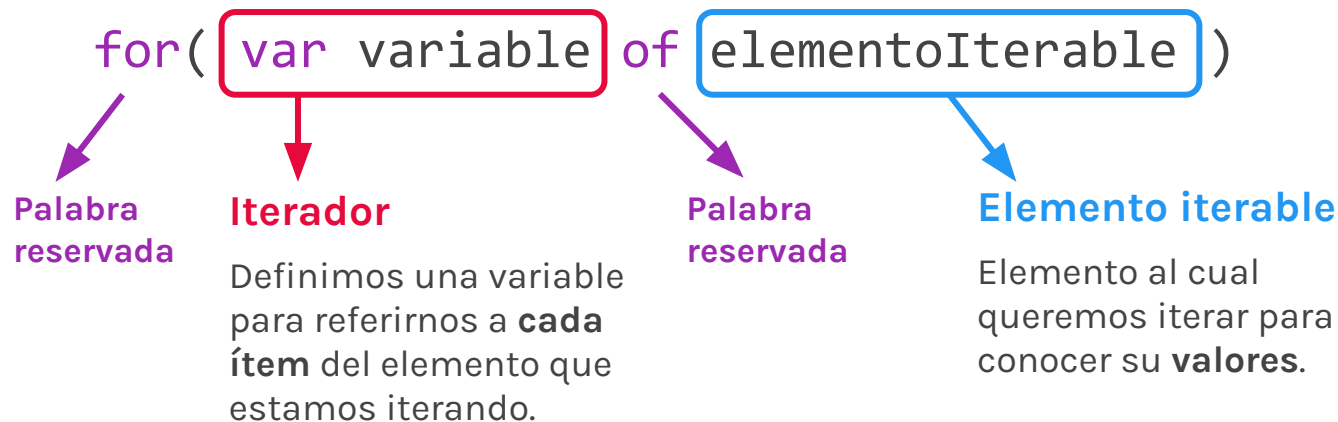 for( var variable of elementoIterable )
Palabra
reservada
Iterador
Definimos una variable
para referirnos a cada
ítem del elemento que
estamos iterando.
Palabra
reservada
Elemento iterable
Elemento al cual
queremos iterar para
conocer su valores.